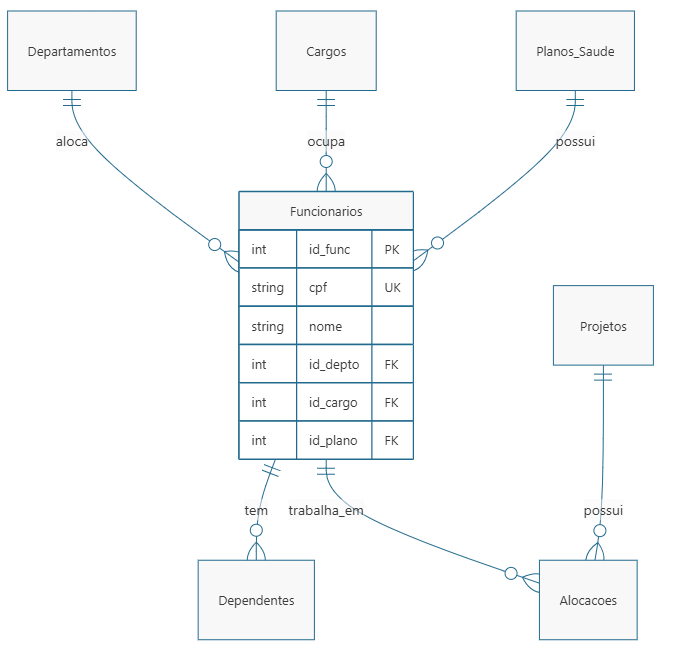 Departamentos
Cargos
Planos_Saude
aloca
ocupa
possui
Funcionarios
int id_func PK
string cpf UK
string nome
int id_depto FK
int id_cargo FK
int id_plano FK
Projetos
tem
trabalha_em
possui
Dependentes
Alocacoes